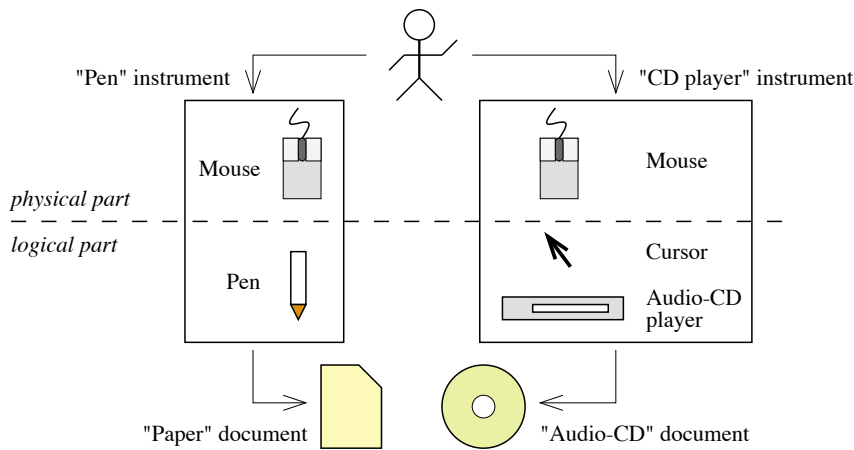 "Pen" instrument
"CD player" instrument
Mouse
Mouse
physical part
logical part
Pen
Cursor
Audio-CD
player
"Paper" document
"Audio-CD" document